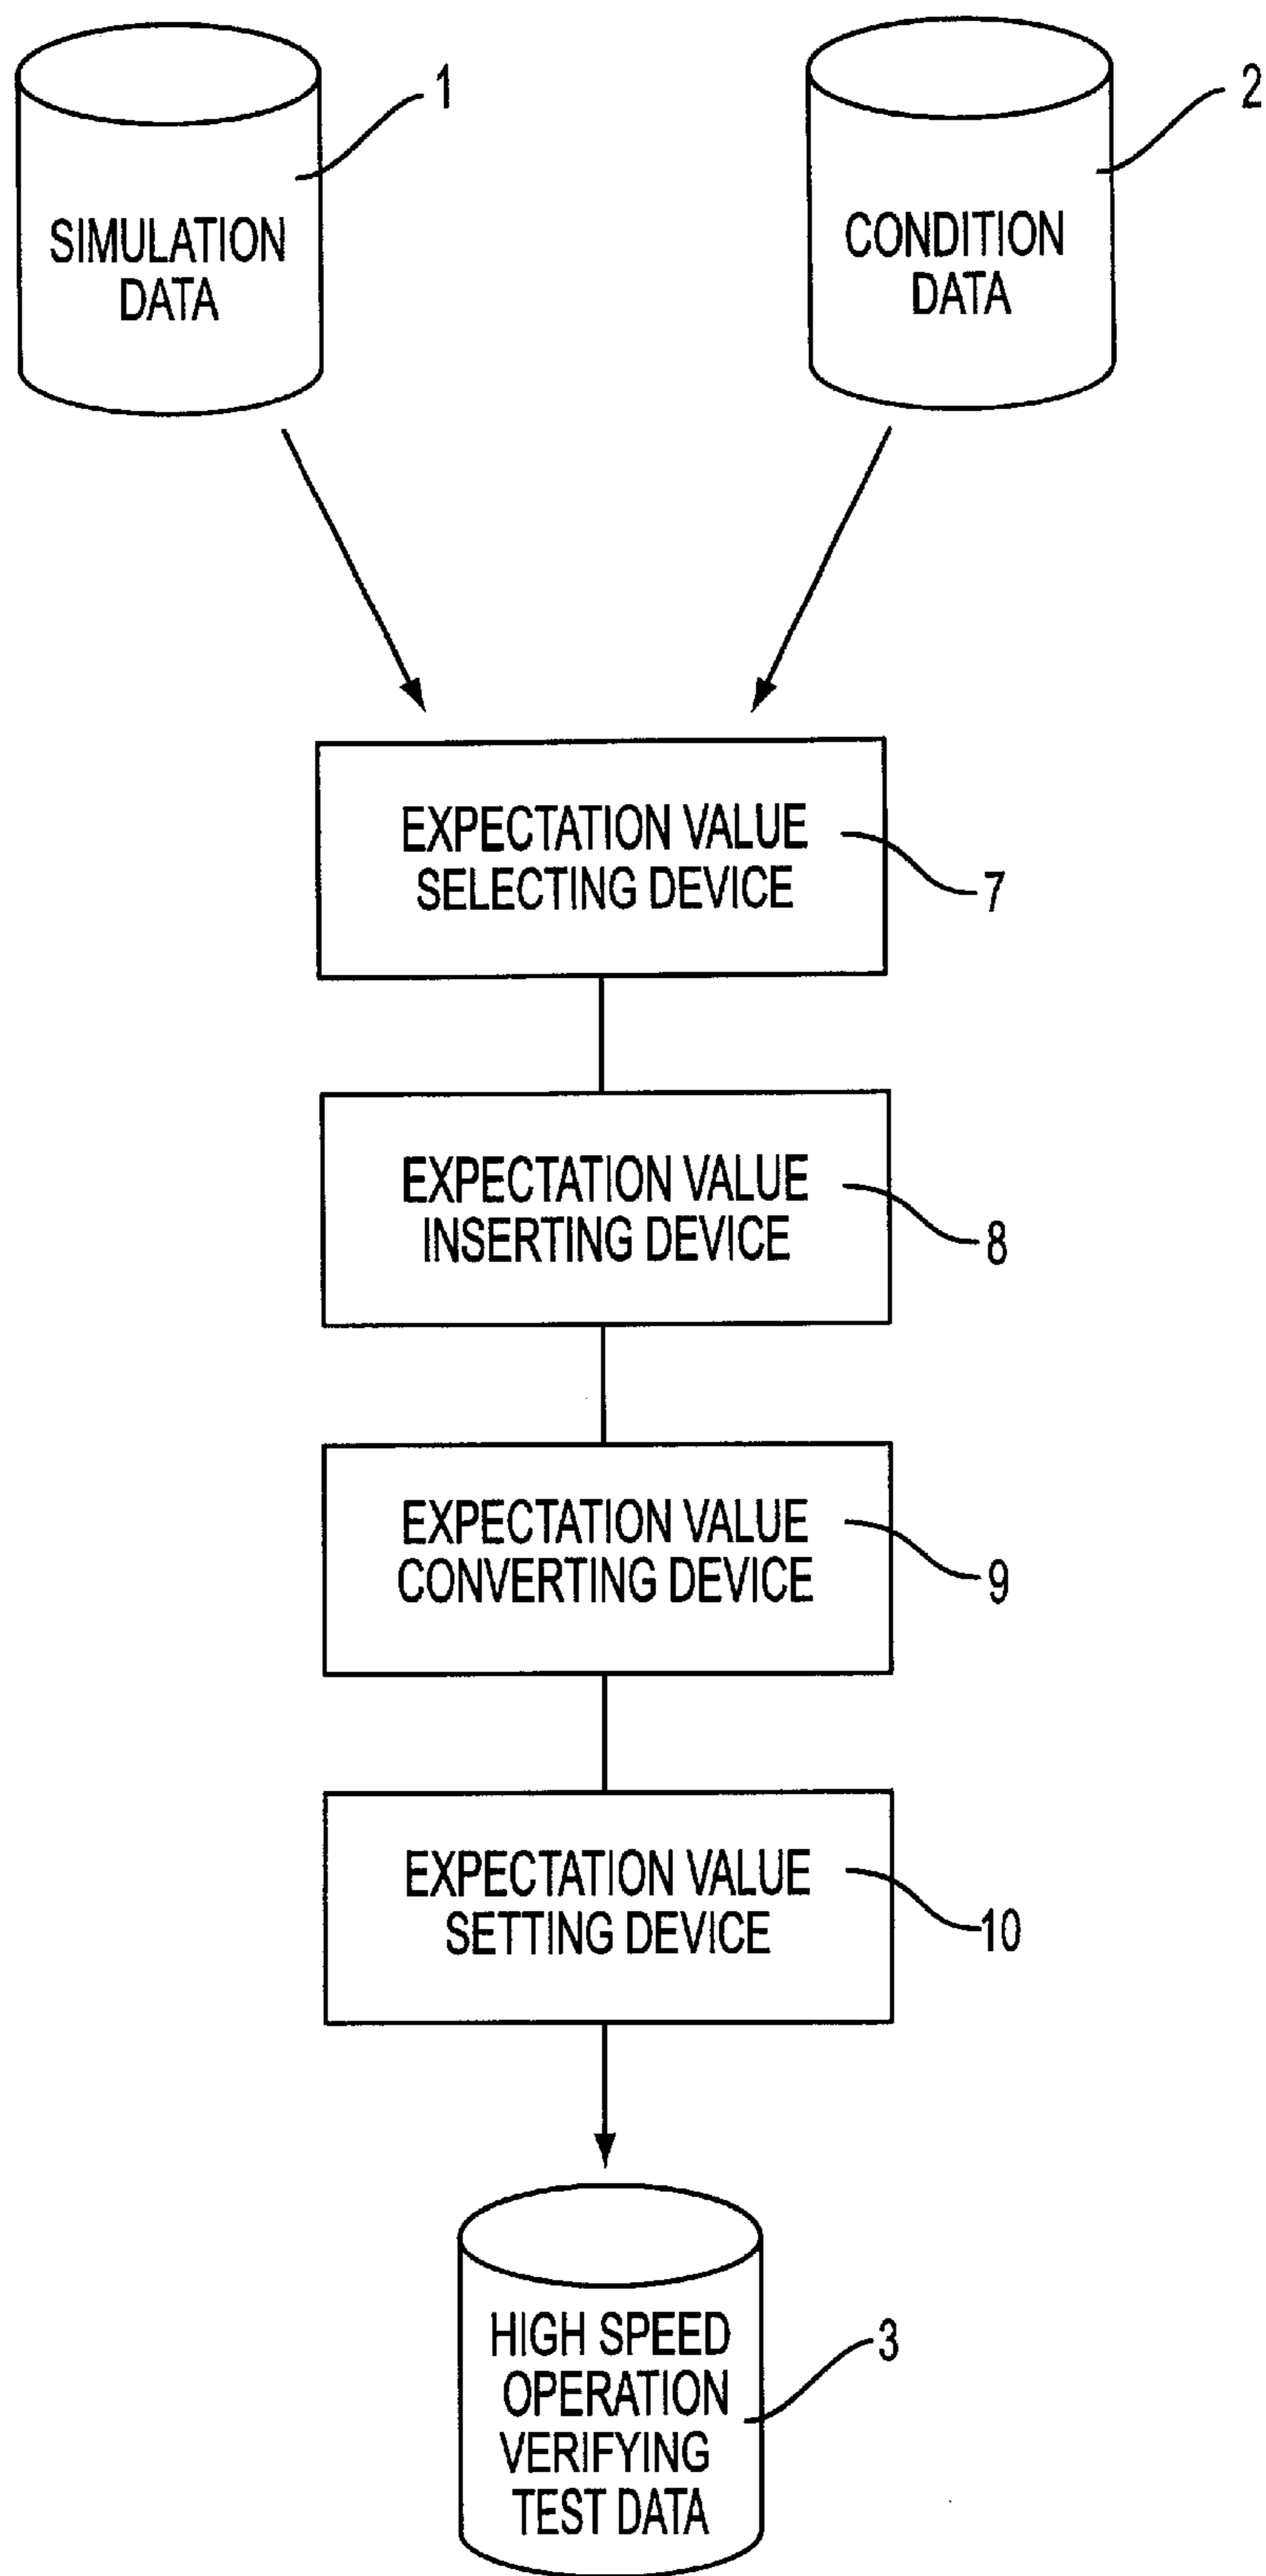 1
2
SIMULATION
DATA
CONDITION
DATA
EXPECTATION VALUE
SELECTING DEVICE
7
EXPECTATION VALUE
INSERTING DEVICE
8
EXPECTATION VALUE
CONVERTING DEVICE
9
EXPECTATION VALUE
SETTING DEVICE
10
HIGH SPEED
OPERATION
VERIFYING
TEST DATA
3